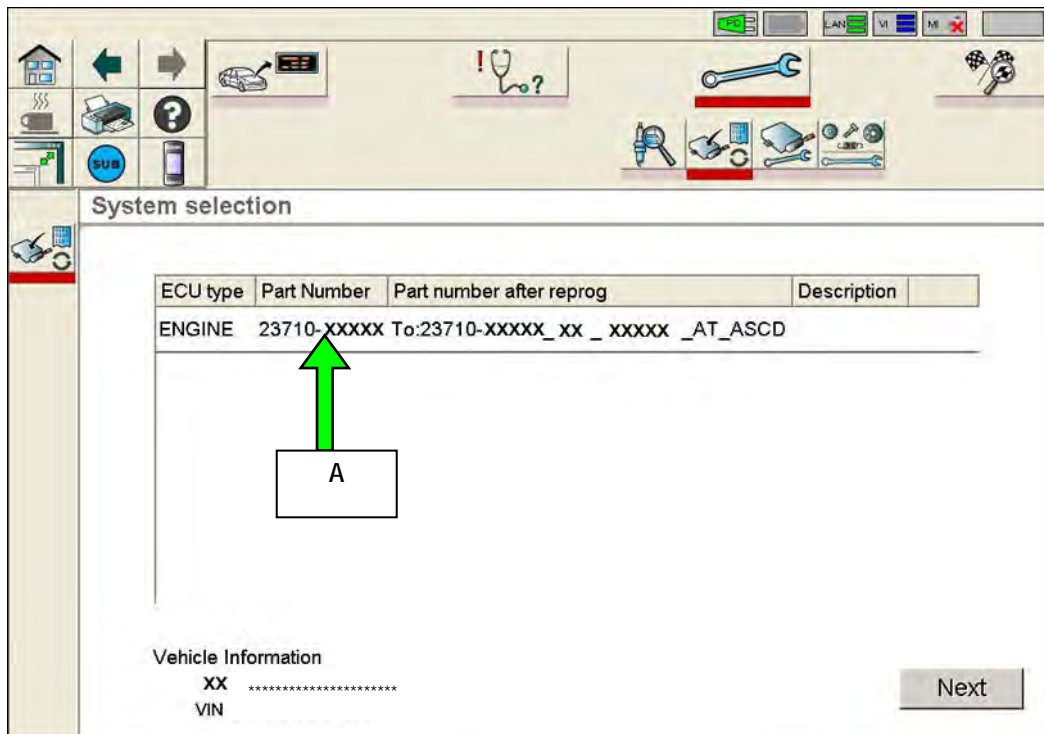 PC LAN VI MI
! ?
?
SUB
System selection
ECU type Part Number Part number after reprog Description
ENGINE 23710-XXXXX To:23710-XXXXX_ XX _ XXXXX _AT_ASCD
A
Vehicle Information
XX **********************
VIN
Next